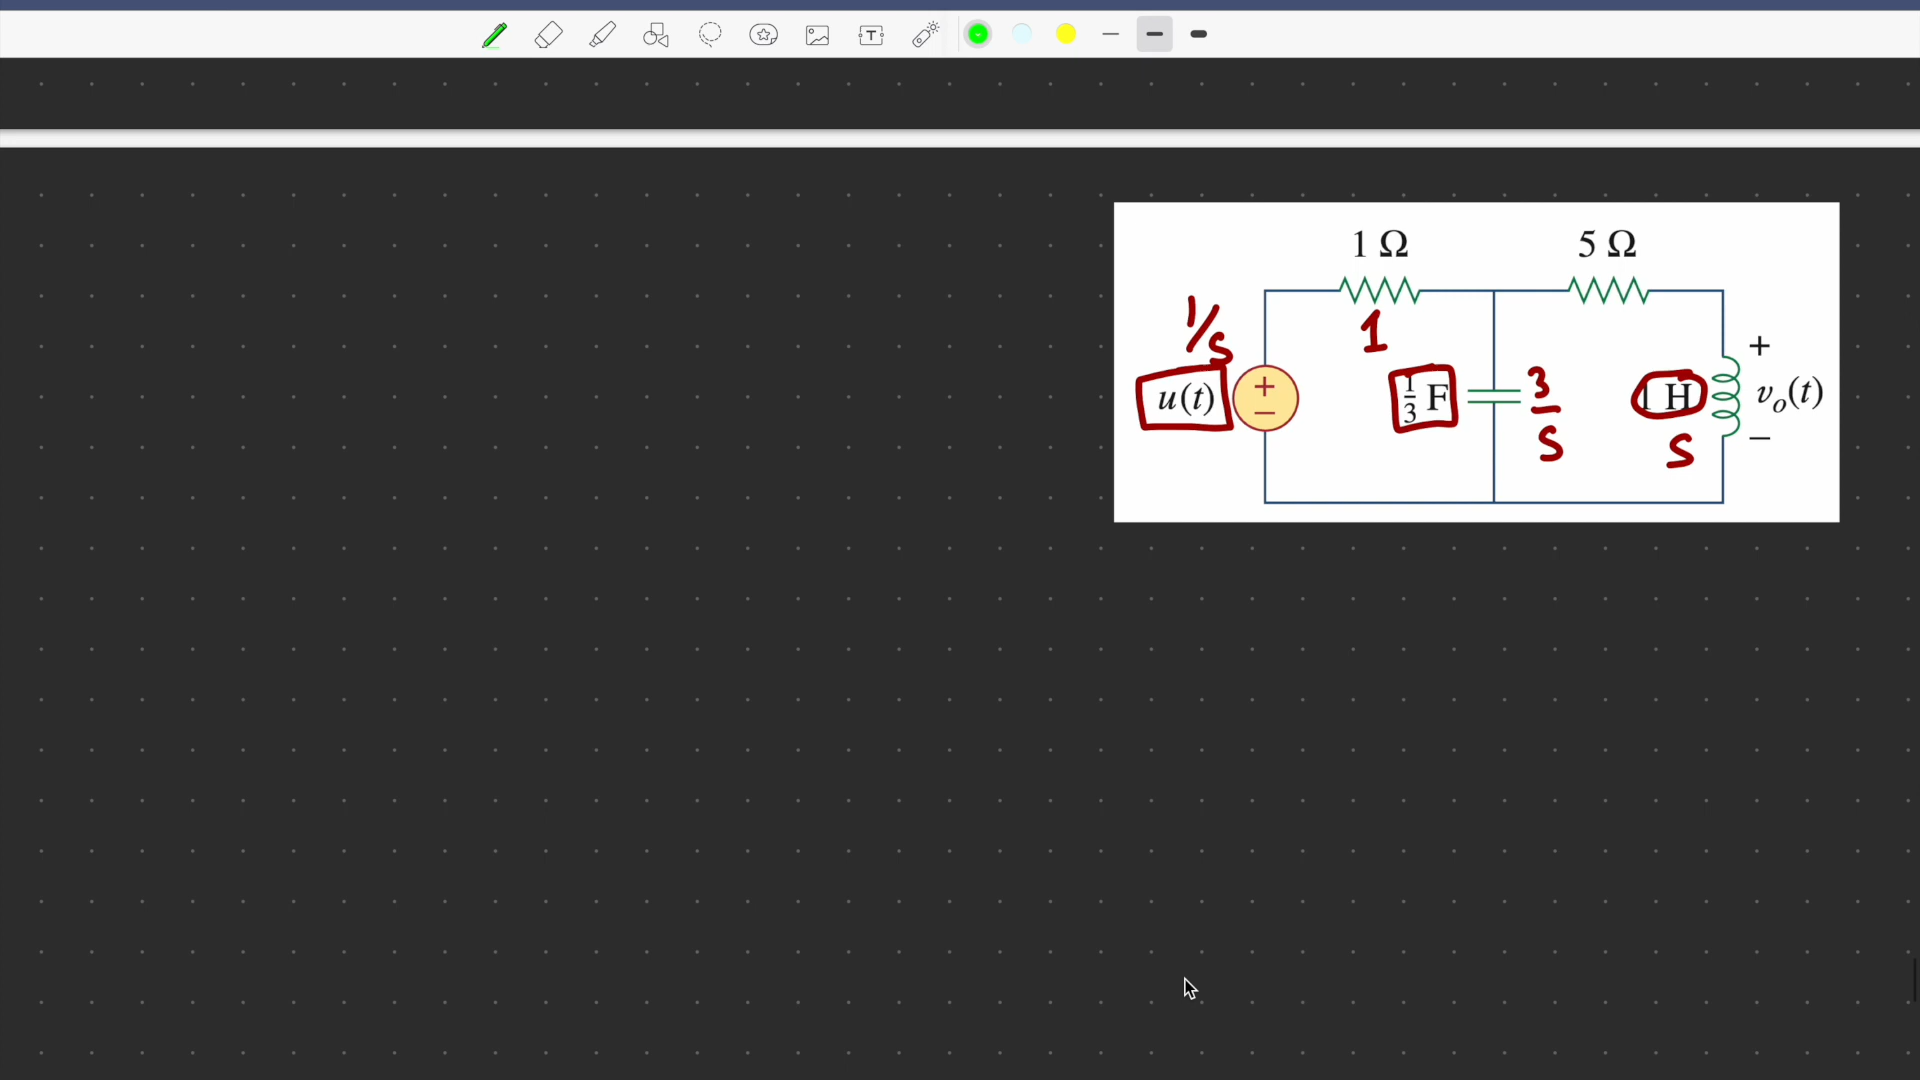 1 Ω 5 Ω
1/s
1
+
u(t) + − 1/3 F 3/s 1 H v_o(t)
s −